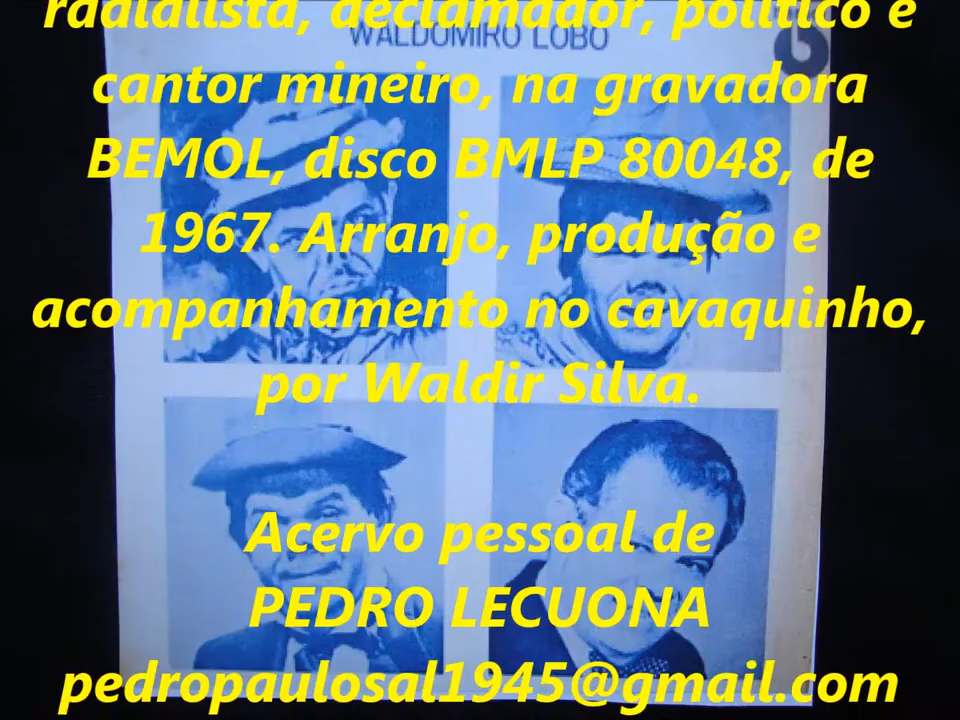 radialista, declamador, político e
WALDOMIRO LOBO
cantor mineiro, na gravadora
BEMOL, disco BMLP 80048, de
1967. Arranjo, produção e
acompanhamento no cavaquinho,
por Waldir Silva.
Acervo pessoal de
PEDRO LECUONA
pedropaulosal1945@gmail.com